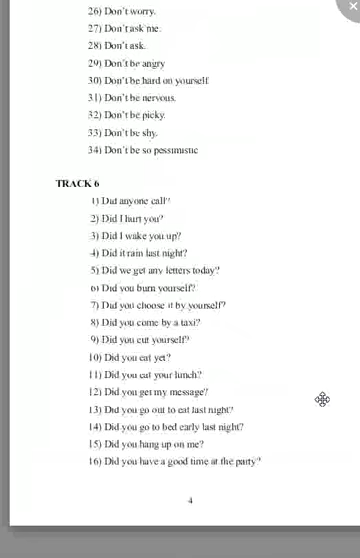 26) Don't worry.
27) Don't ask me.
28) Don't ask.
29) Don't be angry
30) Don't be hard on yourself
31) Don't be nervous.
32) Don't be picky.
33) Don't be shy.
34) Don't be so pessimistic
TRACK 6
1) Did anyone call?
2) Did I hurt you?
3) Did I wake you up?
4) Did it rain last night?
5) Did we get any letters today?
6) Did you burn yourself?
7) Did you choose it by yourself?
8) Did you come by a taxi?
9) Did you cut yourself?
10) Did you eat yet?
11) Did you eat your lunch?
12) Did you get my message?
13) Did you go out to eat last night?
14) Did you go to bed early last night?
15) Did you hang up on me?
16) Did you have a good time at the party?
4